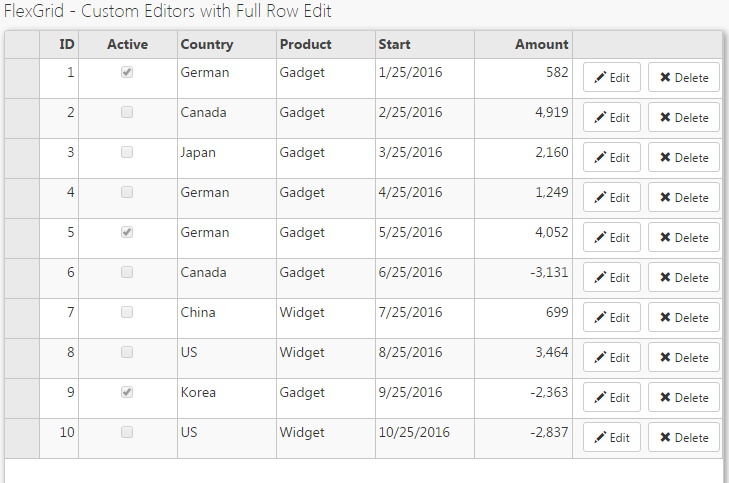 FlexGrid - Custom Editors with Full Row Edit
ID Active Country Product Start Amount
1 German Gadget 1/25/2016 582 Edit Delete
2 Canada Gadget 2/25/2016 4,919 Edit Delete
3 Japan Gadget 3/25/2016 2,160 Edit Delete
4 German Gadget 4/25/2016 1,249 Edit Delete
5 German Gadget 5/25/2016 4,052 Edit Delete
6 Canada Gadget 6/25/2016 -3,131 Edit Delete
7 China Widget 7/25/2016 699 Edit Delete
8 US Widget 8/25/2016 3,464 Edit Delete
9 Korea Gadget 9/25/2016 -2,363 Edit Delete
10 US Widget 10/25/2016 -2,837 Edit Delete